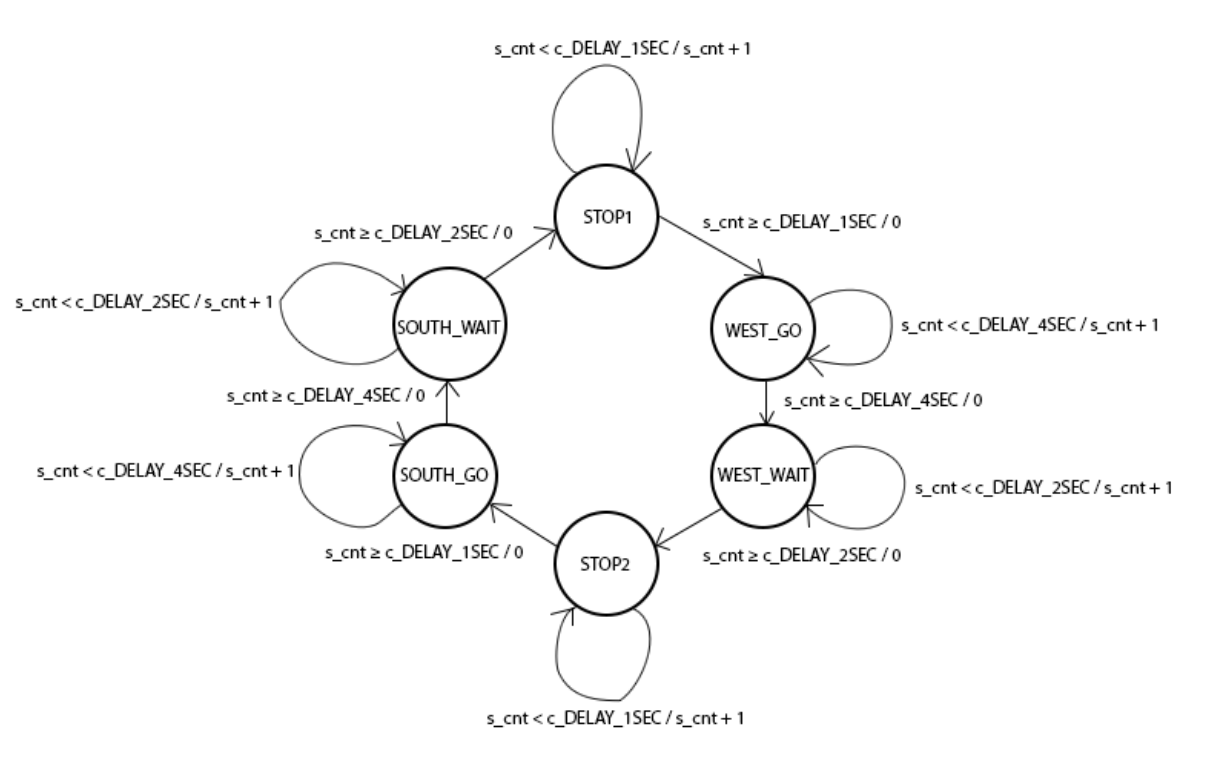 s_cnt < c_DELAY_1SEC / s_cnt + 1
STOP1
s_cnt ≥ c_DELAY_1SEC / 0
s_cnt ≥ c_DELAY_2SEC / 0
s_cnt < c_DELAY_2SEC / s_cnt + 1
SOUTH_WAIT
WEST_GO
s_cnt < c_DELAY_4SEC / s_cnt + 1
s_cnt ≥ c_DELAY_4SEC / 0
s_cnt ≥ c_DELAY_4SEC / 0
s_cnt < c_DELAY_4SEC / s_cnt + 1
SOUTH_GO
WEST_WAIT
s_cnt < c_DELAY_2SEC / s_cnt + 1
s_cnt ≥ c_DELAY_1SEC / 0
STOP2
s_cnt ≥ c_DELAY_2SEC / 0
s_cnt < c_DELAY_1SEC / s_cnt + 1